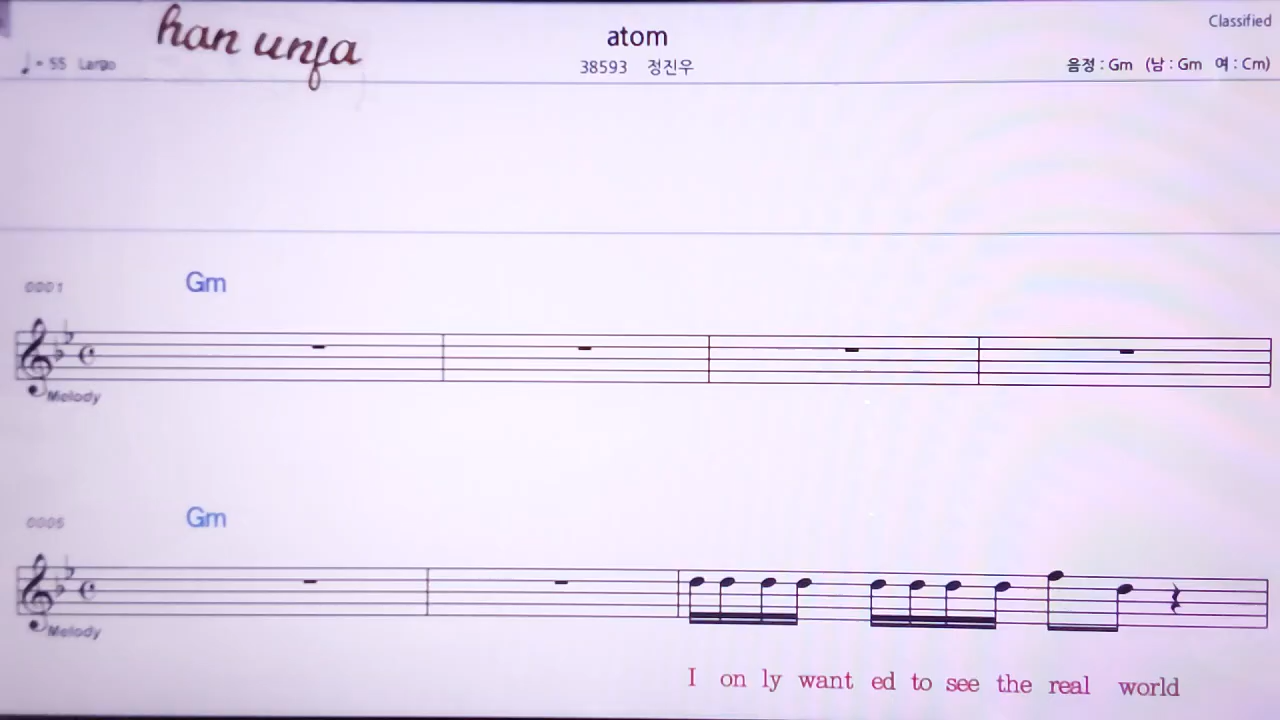 han unfa
Classified
atom
♩= 55 Largo
38593 정진우
음정 : Gm (남 : Gm 여 : Cm)
0001
Gm
Melody
0005
Gm
Melody
I on ly want ed to see the real world